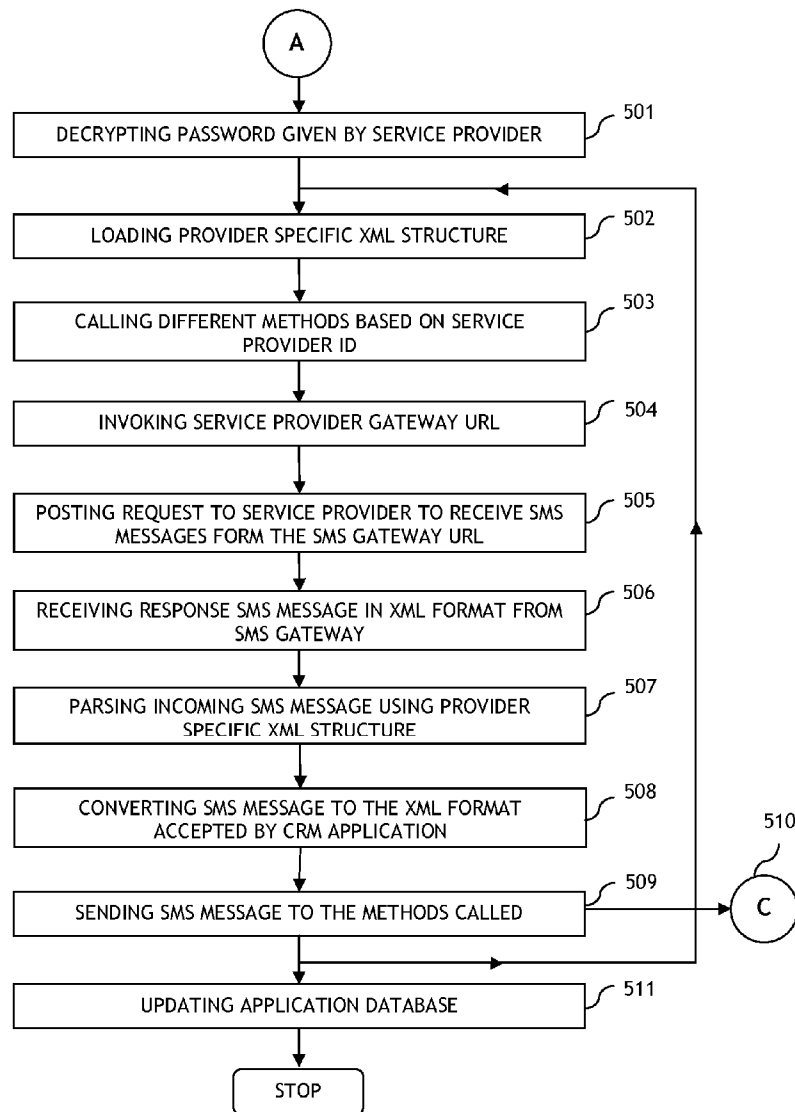 A
DECRYPTING PASSWORD GIVEN BY SERVICE PROVIDER
501
LOADING PROVIDER SPECIFIC XML STRUCTURE
502
CALLING DIFFERENT METHODS BASED ON SERVICE
PROVIDER ID
503
INVOKING SERVICE PROVIDER GATEWAY URL
504
POSTING REQUEST TO SERVICE PROVIDER TO RECEIVE SMS
MESSAGES FORM THE SMS GATEWAY URL
505
RECEIVING RESPONSE SMS MESSAGE IN XML FORMAT FROM
SMS GATEWAY
506
PARSING INCOMING SMS MESSAGE USING PROVIDER
SPECIFIC XML STRUCTURE
507
CONVERTING SMS MESSAGE TO THE XML FORMAT
ACCEPTED BY CRM APPLICATION
508
SENDING SMS MESSAGE TO THE METHODS CALLED
509
510
C
UPDATING APPLICATION DATABASE
511
STOP